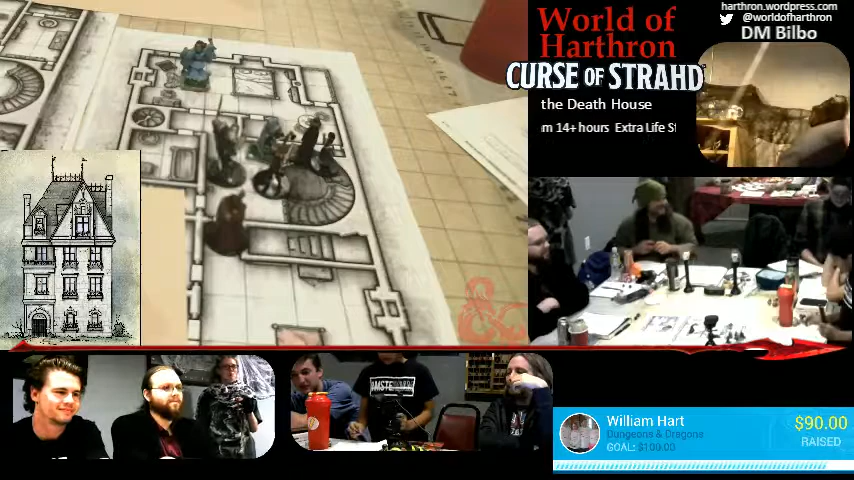 harthron.wordpress.com
@worldofharthron
DM Bilbo
World of
Harthron
CURSE OF STRAHD
the Death House
m 14+hours Extra Life St
William Hart
Dungeons & Dragons
GOAL: $100.00
$90.00
RAISED